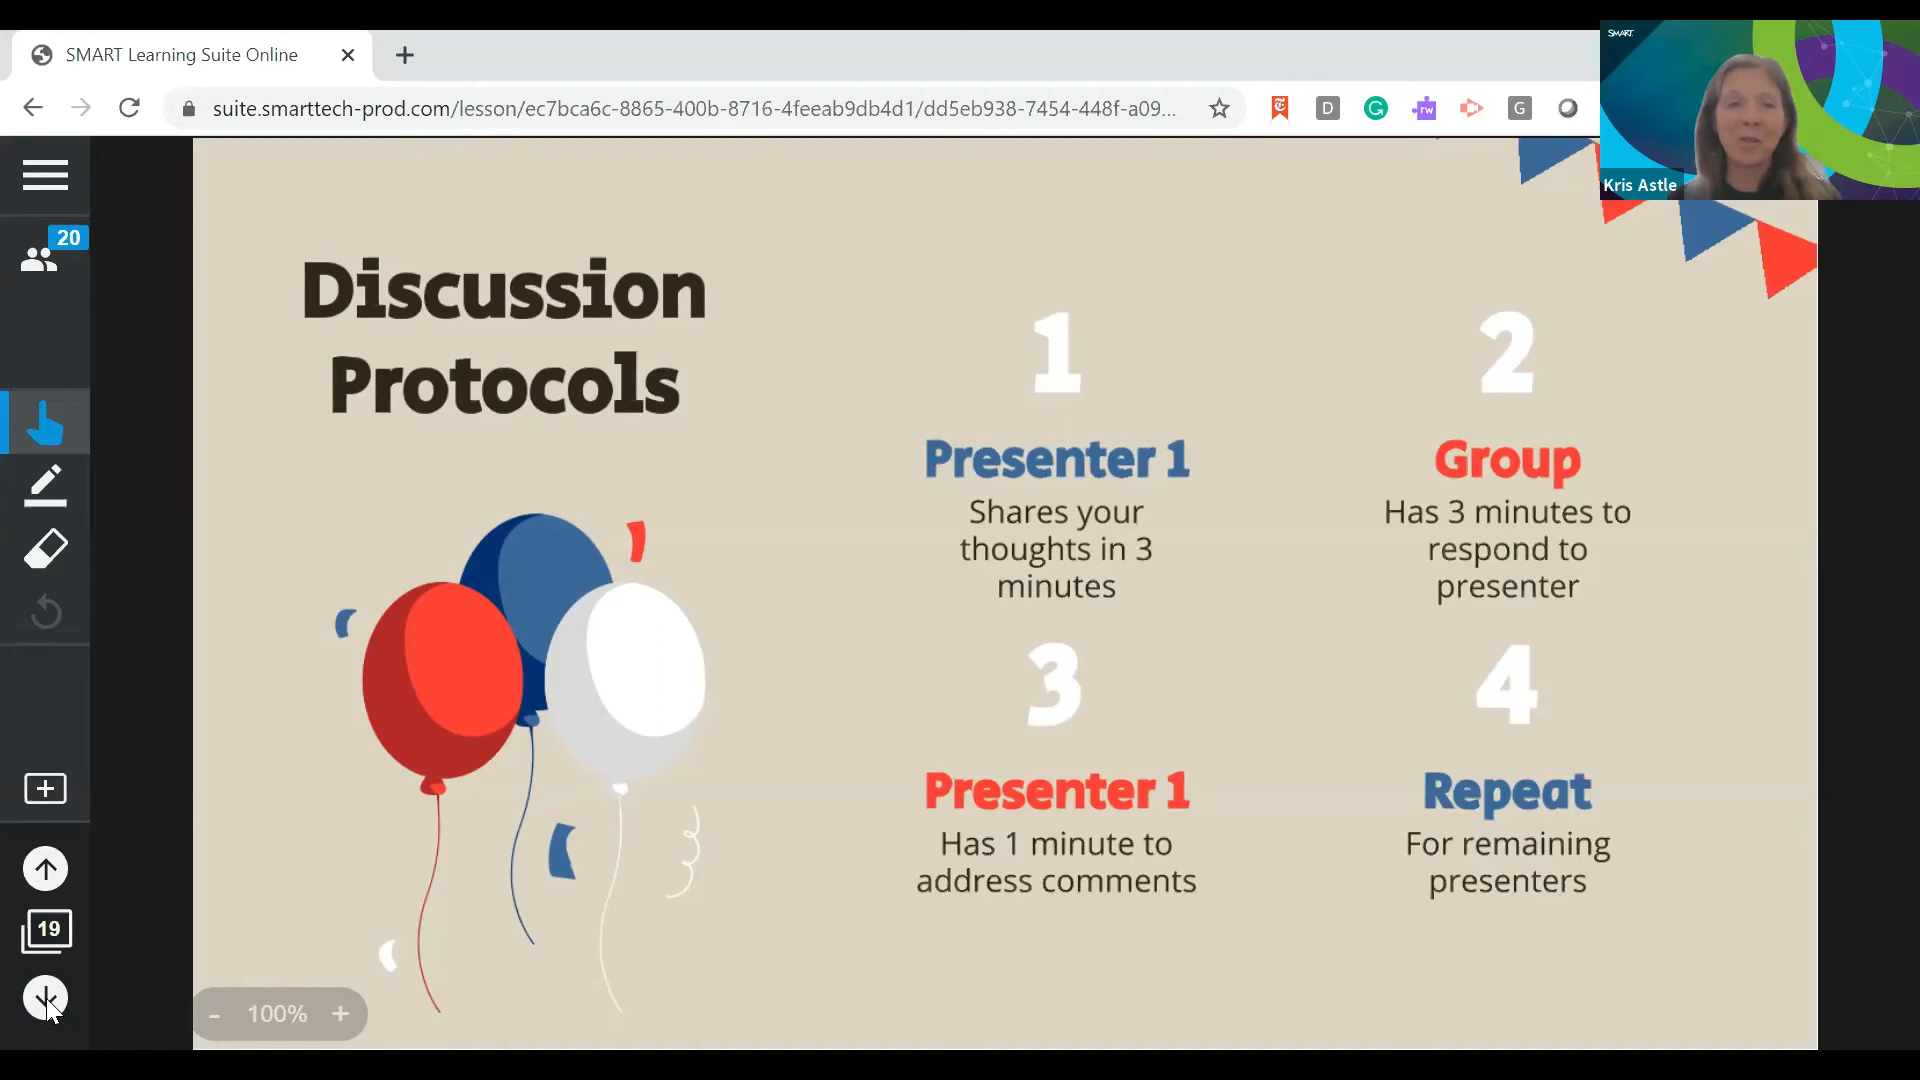 SMART Learning Suite Online
suite.smarttech-prod.com/lesson/ec7bca6c-8865-400b-8716-4feeab9db4d1/dd5eb938-7454-448f-a09...
D
G
rw
G
SMART
Kris Astle
20
Discussion
Protocols
1
Presenter 1
Shares your
thoughts in 3
minutes
2
Group
Has 3 minutes to
respond to
presenter
3
Presenter 1
Has 1 minute to
address comments
4
Repeat
For remaining
presenters
19
- 100% +